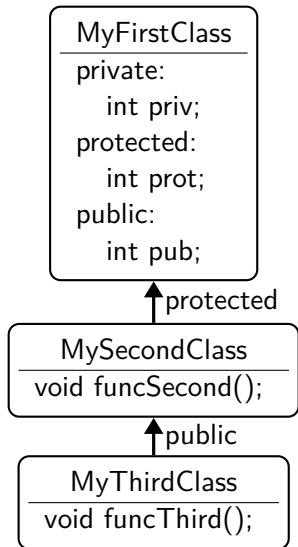 MyFirstClass
private:
int priv;
protected:
int prot;
public:
int pub;
protected
MySecondClass
void funcSecond();
public
MyThirdClass
void funcThird();